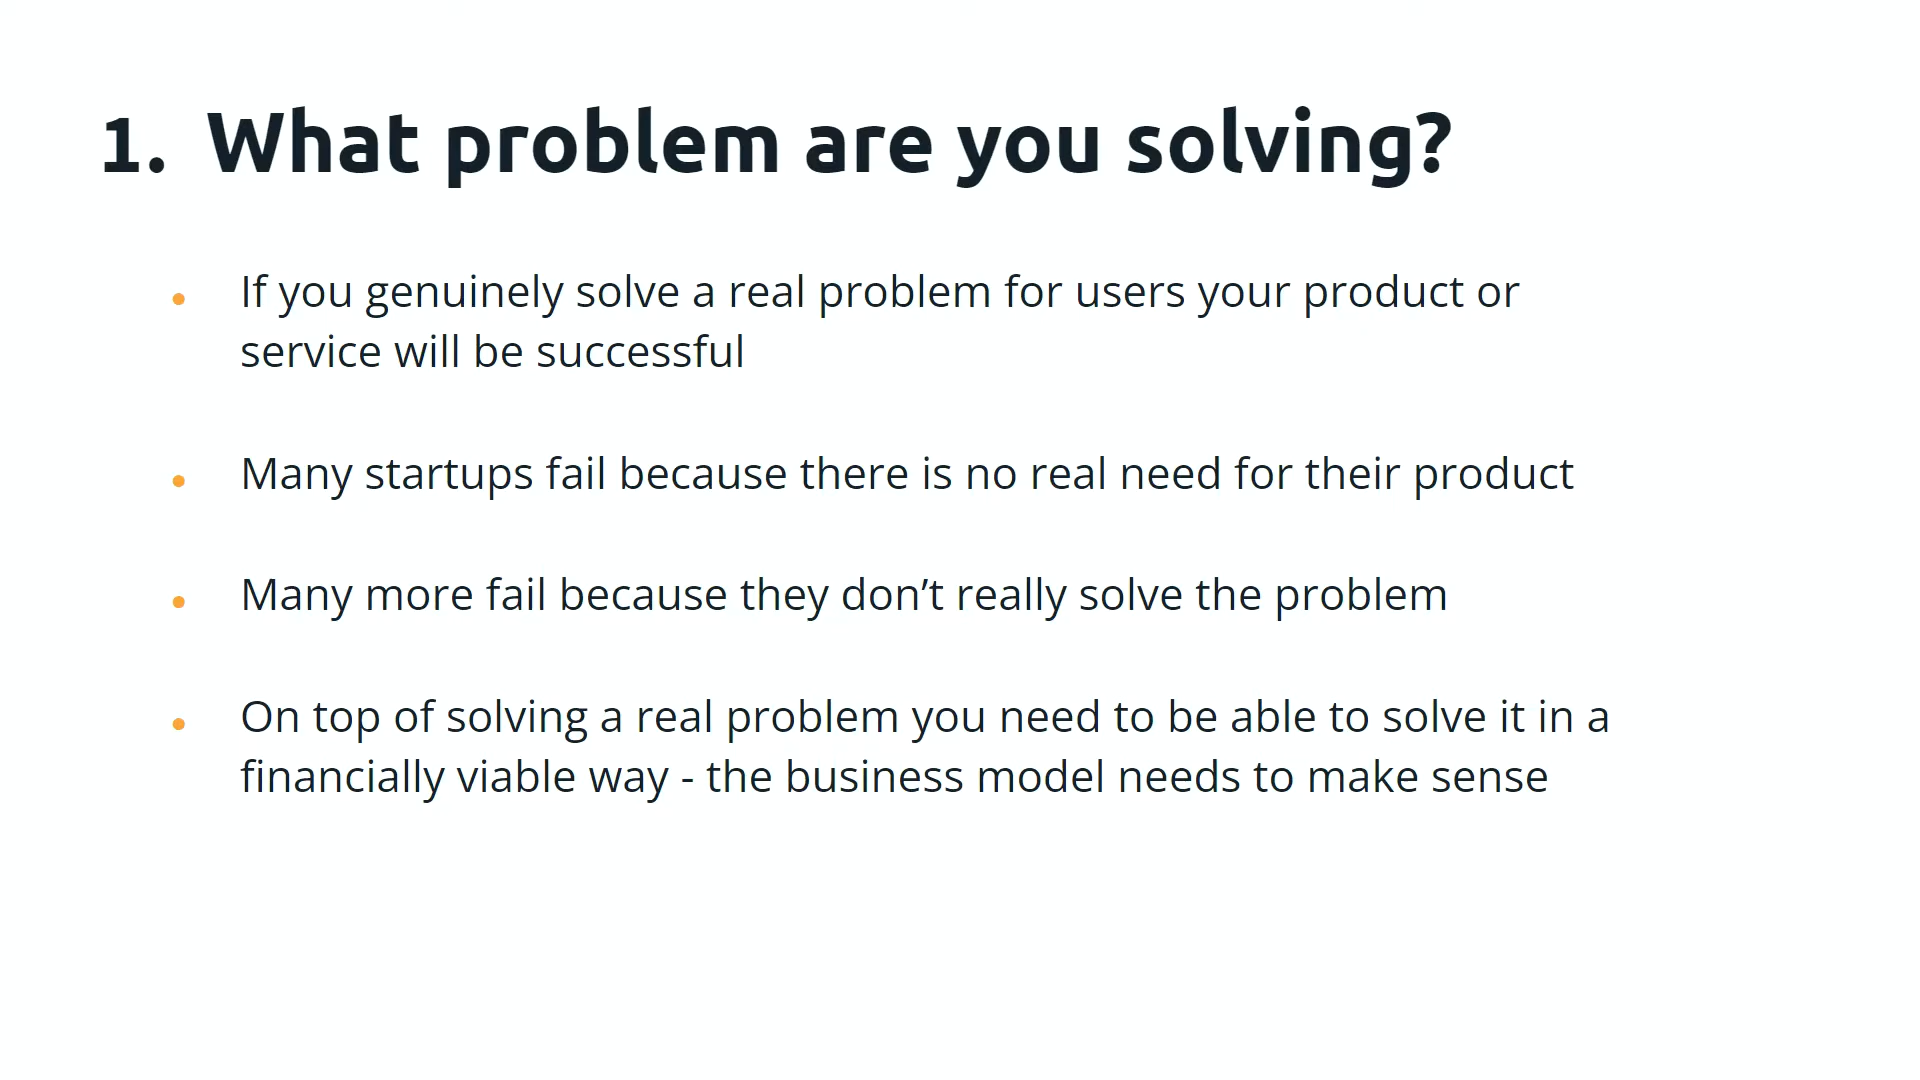 1. What problem are you solving?
• If you genuinely solve a real problem for users your product or
service will be successful
• Many startups fail because there is no real need for their product
• Many more fail because they don’t really solve the problem
• On top of solving a real problem you need to be able to solve it in a
financially viable way - the business model needs to make sense